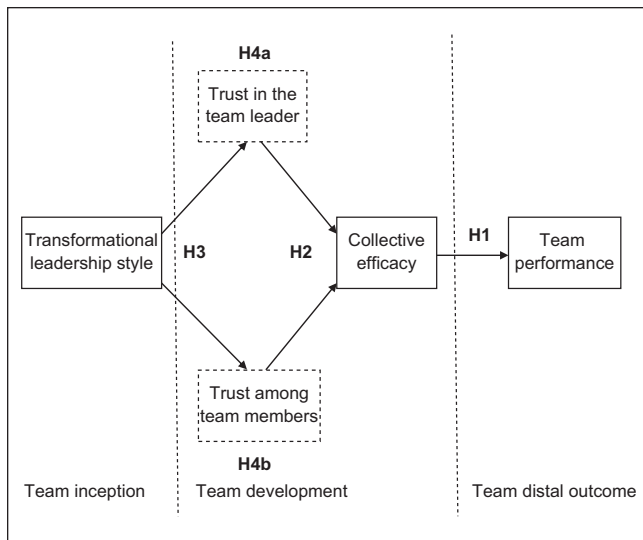 H4a
Trust in the
team leader
Transformational
leadership style
H3
H2
Collective
efficacy
H1
Team
performance
Trust among
team members
H4b
Team inception
Team development
Team distal outcome